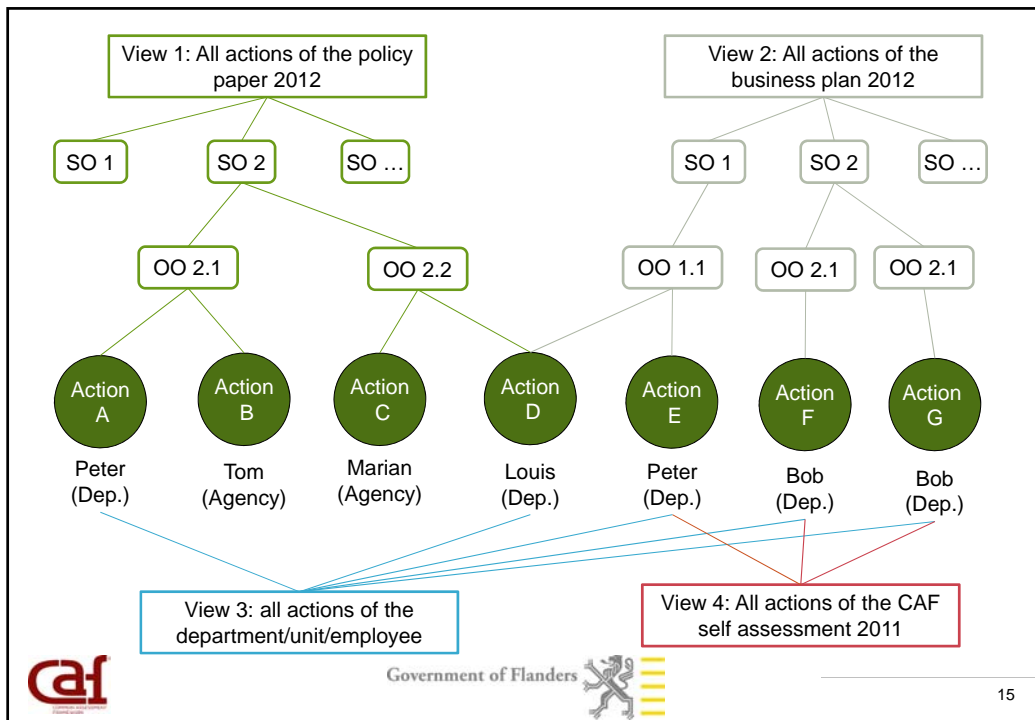 View 1: All actions of the policy
paper 2012
View 2: All actions of the
business plan 2012
SO 1
SO 2
SO …
SO 1
SO 2
SO …
OO 2.1
OO 2.2
OO 1.1
OO 2.1
OO 2.1
Action
A
Action
B
Action
C
Action
D
Action
E
Action
F
Action
G
Peter
(Dep.)
Tom
(Agency)
Marian
(Agency)
Louis
(Dep.)
Peter
(Dep.)
Bob
(Dep.)
Bob
(Dep.)
View 3: all actions of the
department/unit/employee
View 4: All actions of the CAF
self assessment 2011
caf
COMMON ASSESSMENT
Government of Flanders
15